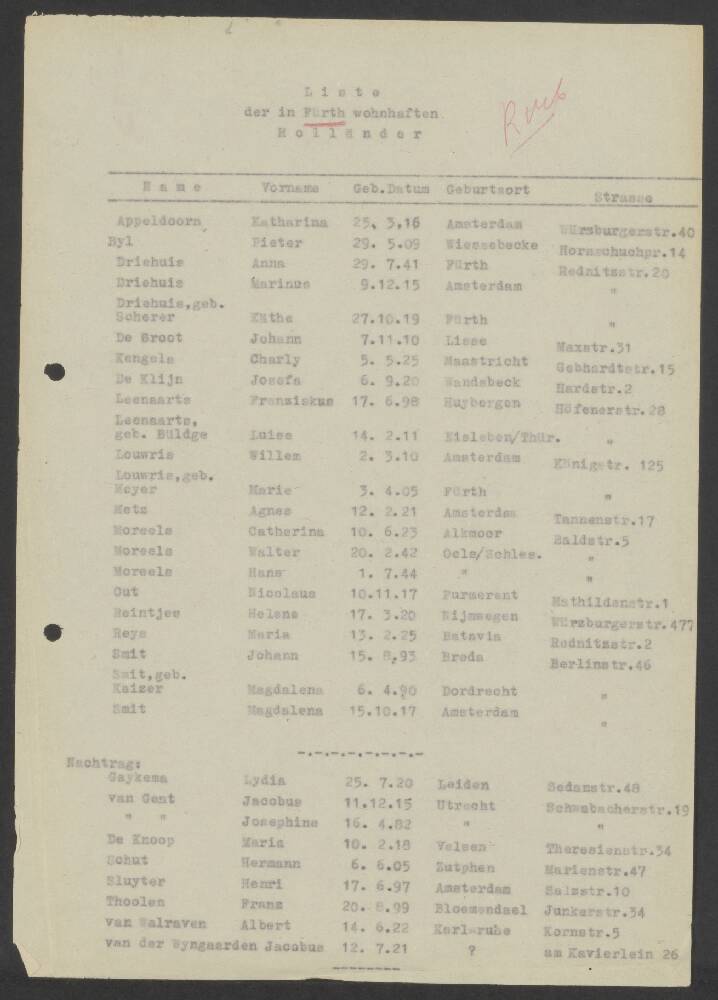 Liste
der in Fürth wohnhaften
Holländer
Name Vorname Geb.Datum Geburtsort Strasse
Appeldoorn Katharina 25. 3.16 Amsterdam Würzburgerstr.40
Byl Pieter 29. 5.09 Wiessebecke Hornschuchpr.14
Driehuis Anna 29. 7.41 Fürth Rednitzstr.20
Driehuis Marinus 9.12.15 Amsterdam "
Driehuis,geb.
Scherer Käthe 27.10.19 Fürth "
De Groot Johann 7.11.10 Lisse Maxstr.31
Kengels Charly 5. 5.25 Maastricht Gebhardtstr.15
De Klijn Josefa 6. 9.20 Wandsbeck Hardstr.2
Leenaarts Franziskus 17. 6.98 Huybergen Höfenerstr.28
Leenaarts,
geb. Büldge Luise 14. 2.11 Eisleben/Thür. "
Louwris Willem 2. 3.10 Amsterdam Königstr. 125
Louwris,geb.
Meyer Marie 3. 4.05 Fürth "
Metz Agnes 12. 2.21 Amsterdam Tannenstr.17
Moreels Catherina 10. 6.23 Alkmoor Baldstr.5
Moreels Walter 20. 2.42 Oels/Schles. "
Moreels Hans 1. 7.44 " "
Out Nicolaus 10.11.17 Purmerent Mathildenstr.1
Reintjes Helene 17. 3.20 Nijmwegen Würzburgerstr.477
Reys Maria 13. 2.25 Batavia Rednitzstr.2
Smit Johann 15. 8.93 Breda Berlinstr.46
Smit,geb.
Kaizer Magdalena 6. 4.90 Dordrecht "
Smit Magdalena 15.10.17 Amsterdam "
-.-.-.-.-.-.-.-
Nachtrag:
Gaykema Lydia 25. 7.20 Leiden Sedanstr.48
van Gent Jacobus 11.12.15 Utrecht Schwabacherstr.19
" " Josephine 16. 4.82 " "
De Knoop Maria 10. 2.18 Velsen Theresienstr.34
Schut Hermann 6. 6.05 Zutphen Marienstr.47
Sluyter Henri 17. 6.97 Amsterdam Salzstr.10
Thoolen Franz 20. 8.99 Bloemendael Junkerstr.34
van Walraven Albert 14. 6.22 Karlsruhe Kornstr.5
van der Wyngaarden Jacobus 12. 7.21 ? am Kavierlein 26